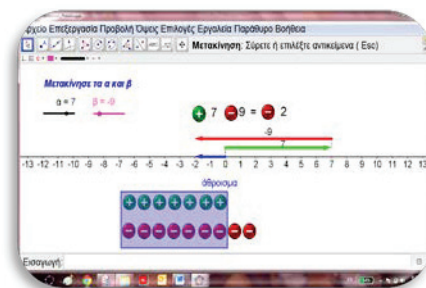 Αρχείο Επεξεργασία Προβολή Όψεις Επιλογές Εργαλεία Παράθυρο Βοήθεια
Μετακίνηση: Σύρετε ή επιλέξτε αντικείμενα ( Esc)
Μετακίνησε τα α και β
α = 7 β = -9
+ 7 - 9 = - 2
-9
7
-13 -12 -11 -10 -9 -8 -7 -6 -5 -4 -3 -2 -1 0 1 2 3 4 5 6 7 8 9 10 11 12 13
άθροισμα
+ + + + + + +
- - - - - - - - -
Εισαγωγή: